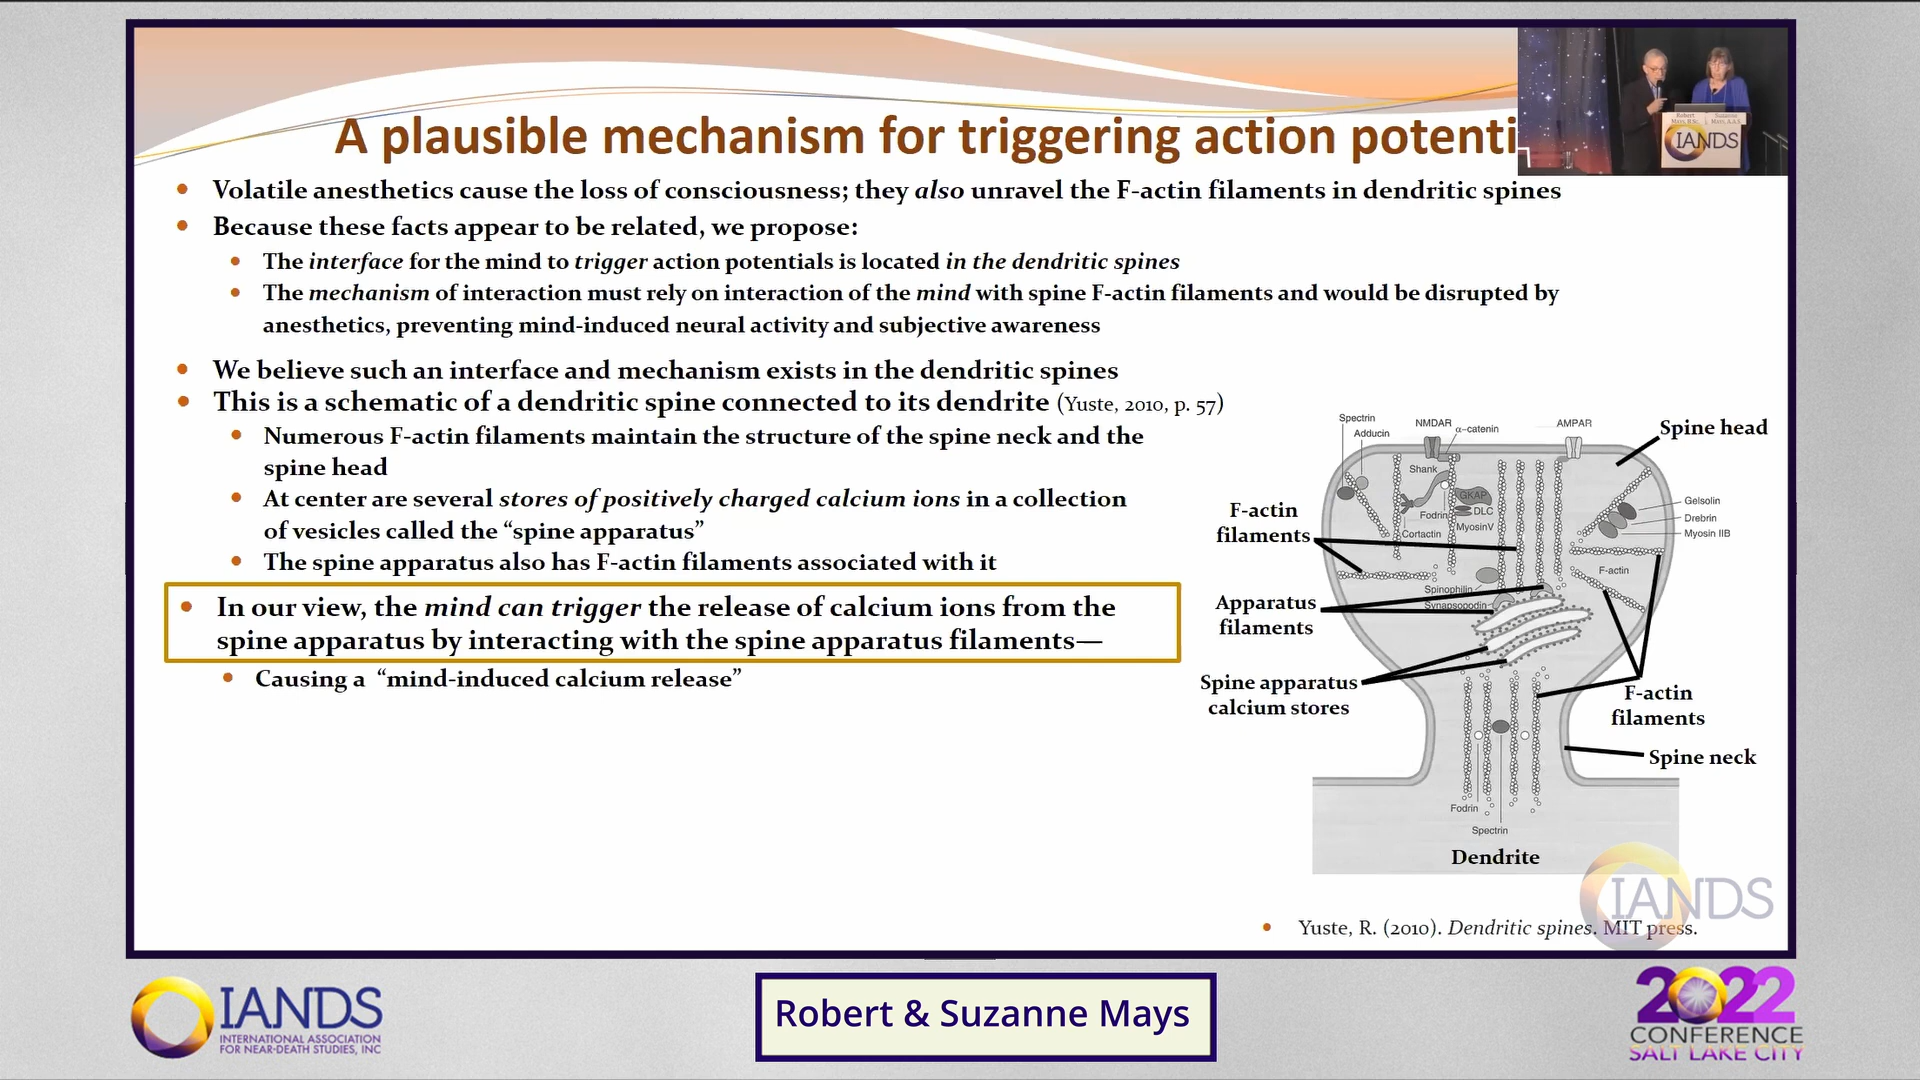 A plausible mechanism for triggering action potenti
Volatile anesthetics cause the loss of consciousness; they also unravel the F-actin filaments in dendritic spines
Because these facts appear to be related, we propose:
The interface for the mind to trigger action potentials is located in the dendritic spines
The mechanism of interaction must rely on interaction of the mind with spine F-actin filaments and would be disrupted by
anesthetics, preventing mind-induced neural activity and subjective awareness
We believe such an interface and mechanism exists in the dendritic spines
This is a schematic of a dendritic spine connected to its dendrite (Yuste, 2010, p. 57)
Numerous F-actin filaments maintain the structure of the spine neck and the
spine head
At center are several stores of positively charged calcium ions in a collection
of vesicles called the “spine apparatus”
The spine apparatus also has F-actin filaments associated with it
In our view, the mind can trigger the release of calcium ions from the
spine apparatus by interacting with the spine apparatus filaments—
Causing a “mind-induced calcium release”
Spectrin
Adducin
NMDAR
α-catenin
AMPAR
Spine head
Shank
GKAP
DLC
Fodrin
MyosinV
Cortactin
Gelsolin
Drebrin
Myosin IIB
F-actin
filaments
F-actin
Spinophilin
Synapsopodin
Apparatus
filaments
Spine apparatus
calcium stores
F-actin
filaments
Spine neck
Fodrin
Spectrin
Dendrite
IANDS
Yuste, R. (2010). Dendritic spines. MIT press.
Robert
Mays, B.Sc.
Suzanne
Mays, A.A.S
IANDS
IANDS
INTERNATIONAL ASSOCIATION
FOR NEAR-DEATH STUDIES, INC
Robert & Suzanne Mays
2022
CONFERENCE
SALT LAKE CITY